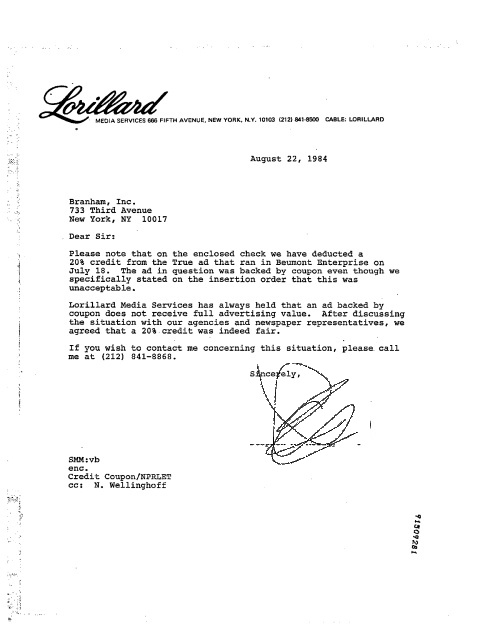 Lorillard
MEDIA SERVICES 666 FIFTH AVENUE, NEW YORK, N.Y. 10103 (212) 841-8500 CABLE: LORILLARD
August 22, 1984
Branham, Inc.
733 Third Avenue
New York, NY 10017
Dear Sir:
Please note that on the enclosed check we have deducted a
20% credit from the True ad that ran in Beumont Enterprise on
July 18. The ad in question was backed by coupon even though we
specifically stated on the insertion order that this was
unacceptable.
Lorillard Media Services has always held that an ad backed by
coupon does not receive full advertising value. After discussing
the situation with our agencies and newspaper representatives, we
agreed that a 20% credit was indeed fair.
If you wish to contact me concerning this situation, please call
me at (212) 841-8868.
Sincerely,
SMM:vb
enc.
Credit Coupon/NPRLET
cc: N. Wellinghoff
91809281